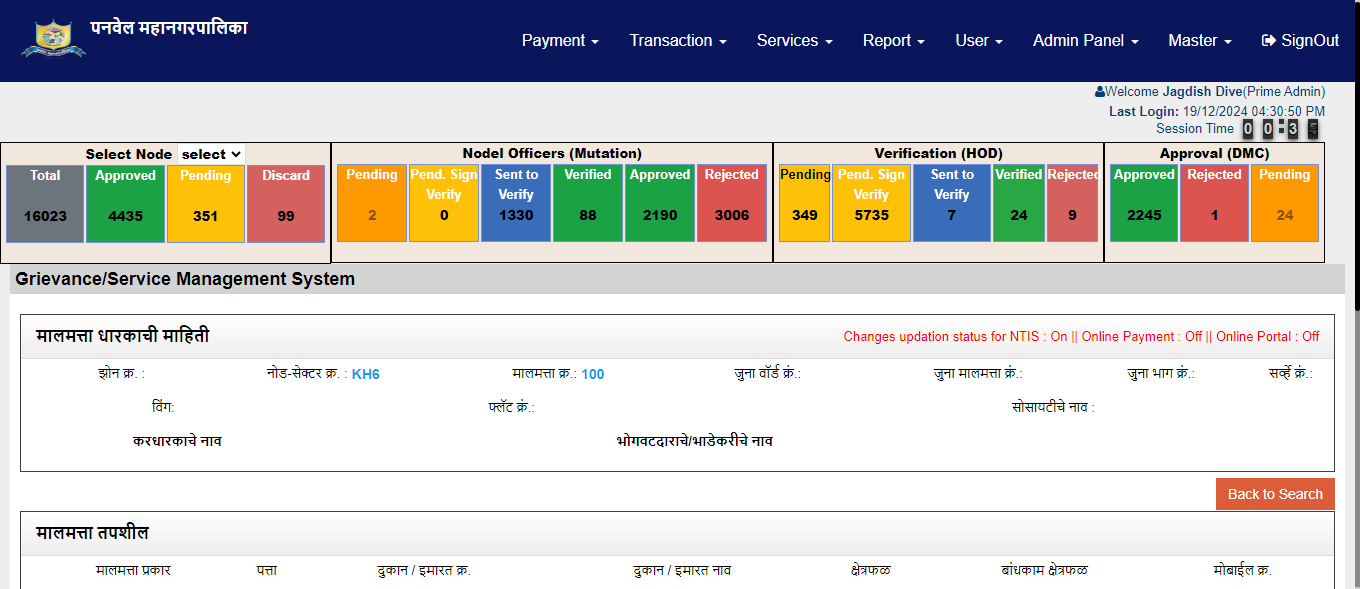 पनवेल महानगरपालिका
Payment Transaction Services Report User Admin Panel Master SignOut
Welcome Jagdish Dive(Prime Admin)
Last Login: 19/12/2024 04:30:50 PM
Session Time 0 0 : 3
Select Node select
Total Approved Pending Discard
16023 4435 351 99
Nodel Officers (Mutation)
Pending Pend. Sign Verify Sent to Verify Verified Approved Rejected
2 0 1330 88 2190 3006
Verification (HOD)
Pending Pend. Sign Verify Sent to Verify Verified Rejected
349 5735 7 24 9
Approval (DMC)
Approved Rejected Pending
2245 1 24
Grievance/Service Management System
मालमत्ता धारकाची माहिती Changes updation status for NTIS : On || Online Payment : Off || Online Portal : Off
झोन क्र. : नोड-सेक्टर क्र. : KH6 मालमत्ता क्र.: 100 जुना वॉर्ड क्रं.: जुना मालमत्ता क्रं.: जुना भाग क्रं.: सर्व्हे क्रं.:
विंग: फ्लॅट क्रं.: सोसायटीचे नाव :
करधारकाचे नाव भोगवटदाराचे/भाडेकरीचे नाव
Back to Search
मालमत्ता तपशील
मालमत्ता प्रकार पत्ता दुकान / इमारत क्र. दुकान / इमारत नाव क्षेत्रफळ बांधकाम क्षेत्रफळ मोबाईल क्र.